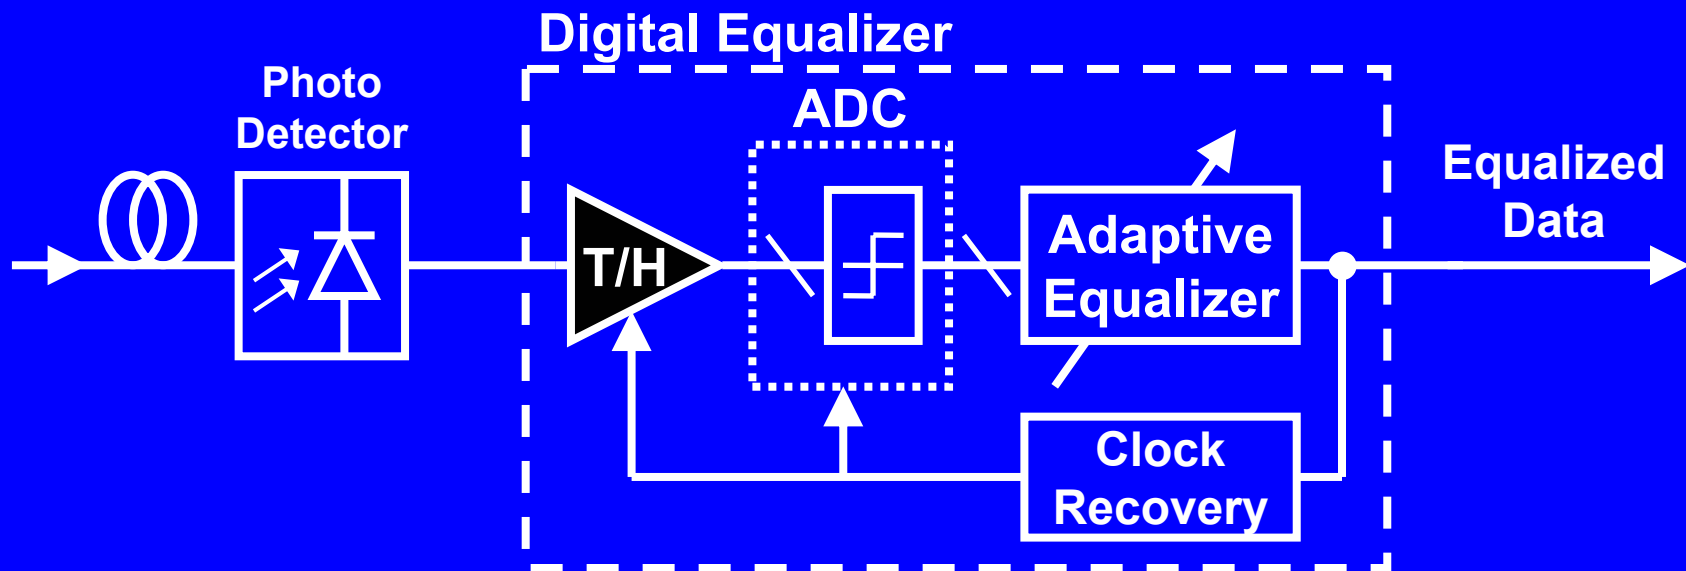 Digital Equalizer
Photo
Detector
ADC
T/H
Adaptive
Equalizer
Equalized
Data
Clock
Recovery